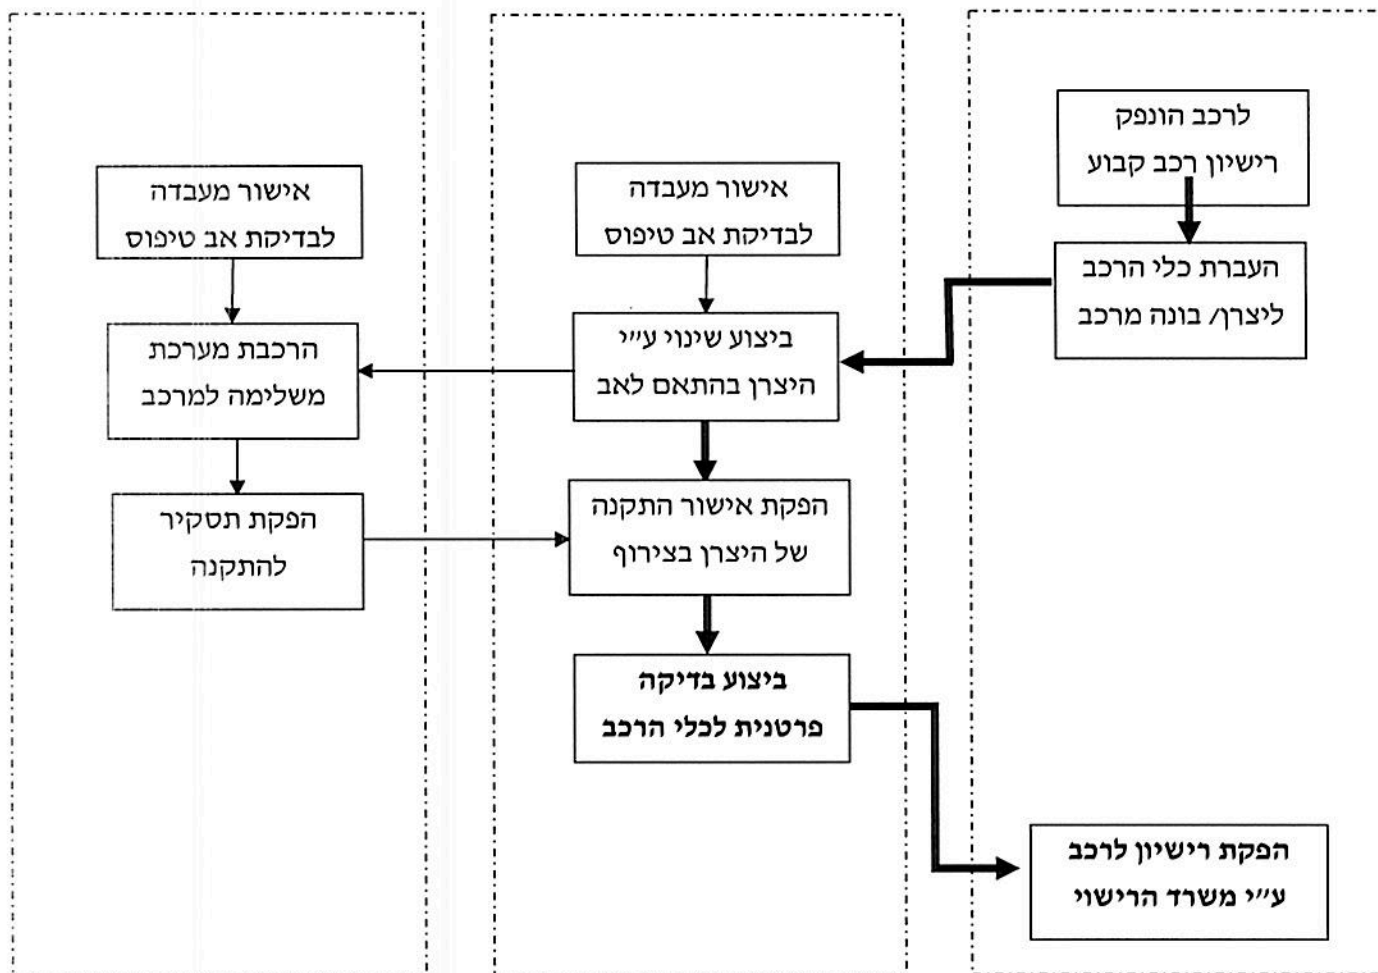 לרכב הונפק
רישיון רכב קבוע
העברת כלי הרכב
ליצרן/ בונה מרכב
אישור מעבדה
לבדיקת אב טיפוס
ביצוע שינוי ע״י
היצרן בהתאם לאב
הפקת אישור התקנה
של היצרן בצירוף
ביצוע בדיקה
פרטנית לכלי הרכב
אישור מעבדה
לבדיקת אב טיפוס
הרכבת מערכת
משלימה למרכב
הפקת תסקיר
להתקנה
הפקת רישיון לרכב
ע״י משרד הרישוי